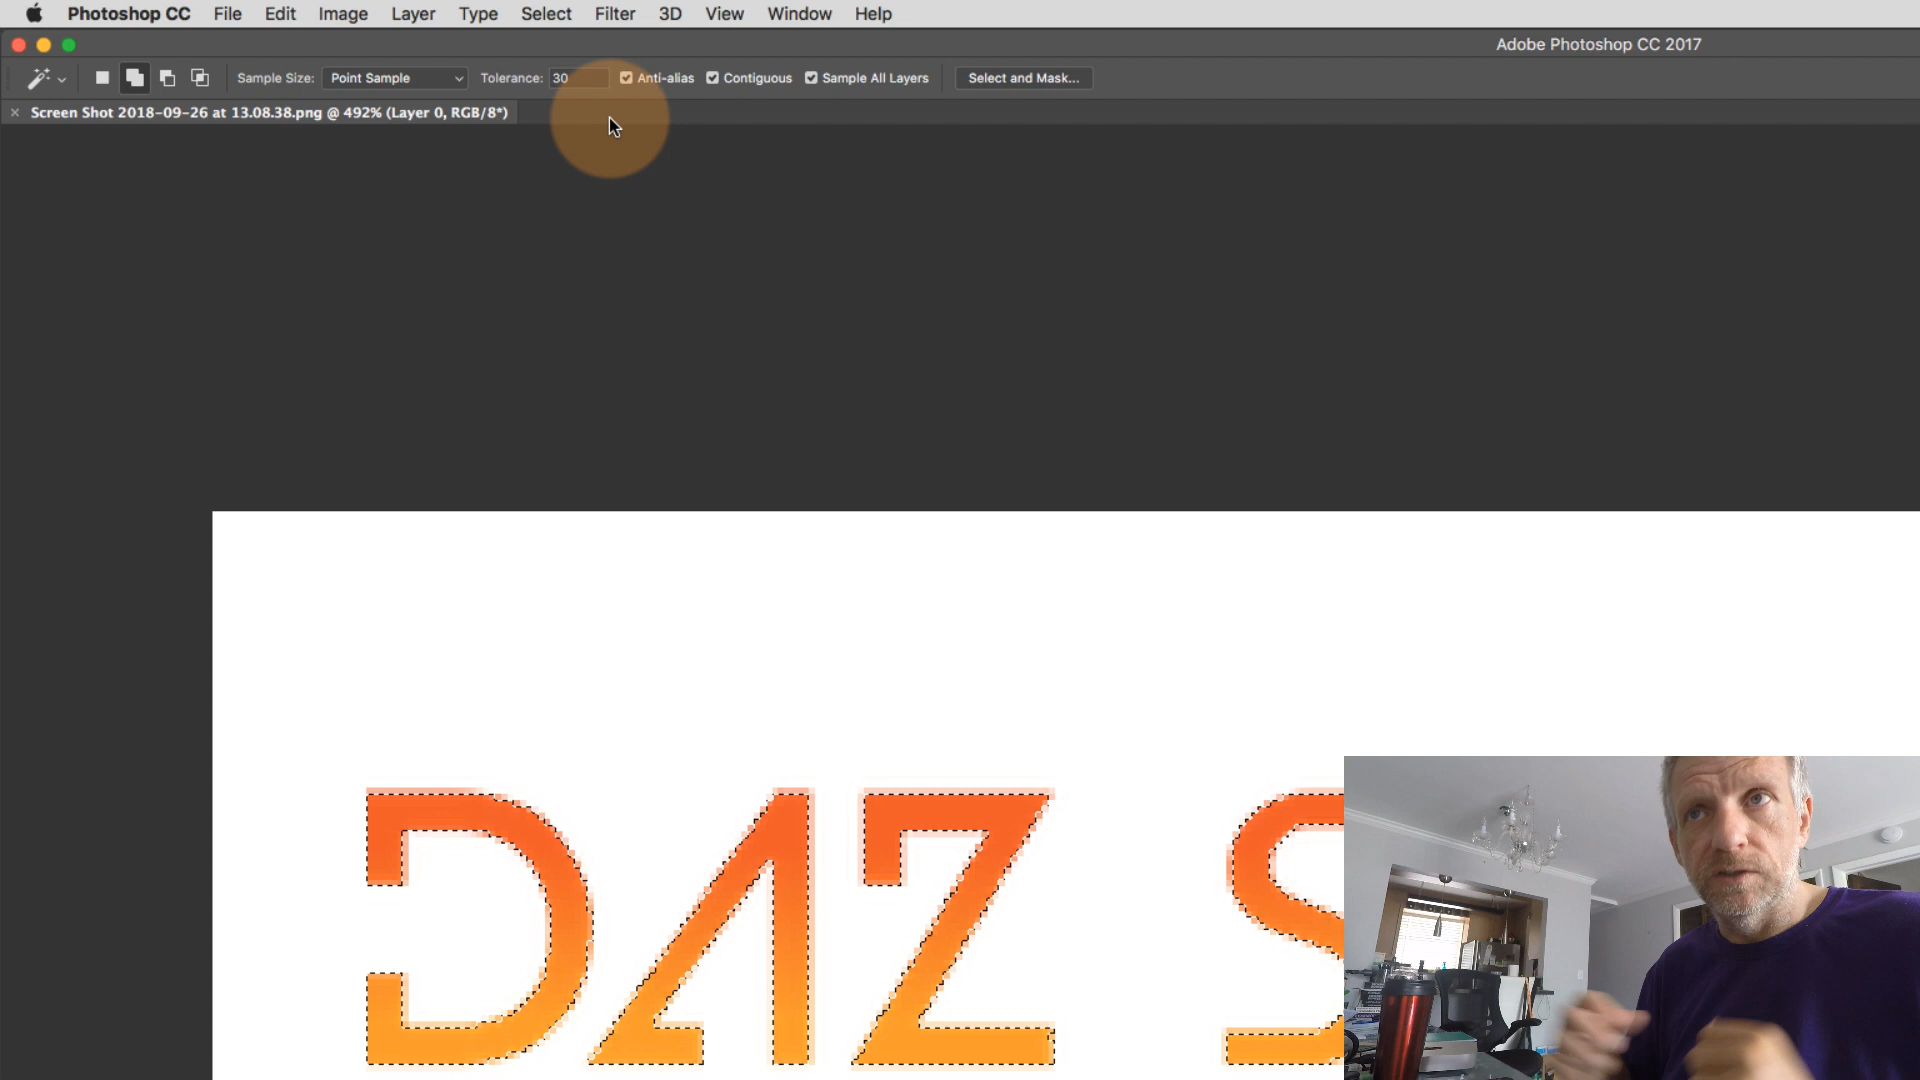 Photoshop CC File Edit Image Layer Type Select Filter 3D View Window Help
Adobe Photoshop CC 2017
Sample Size: Point Sample Tolerance: 30 Anti-alias Contiguous Sample All Layers Select and Mask...
× Screen Shot 2018-09-26 at 13.08.38.png @ 492% (Layer 0, RGB/8*)
DAZ S